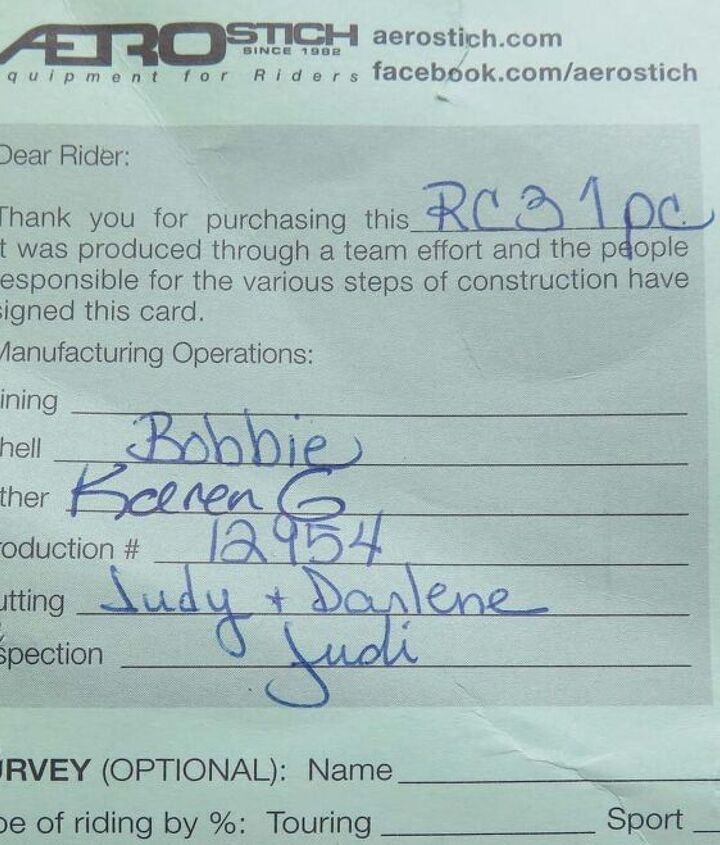 AEROSTICH aerostich.com
SINCE 1982
quipment for Riders facebook.com/aerostich
Dear Rider:
Thank you for purchasing this RC3 1pc
t was produced through a team effort and the people
esponsible for the various steps of construction have
signed this card.
Manufacturing Operations:
ining
hell Bobbie
ther Kaeren G
roduction # 12954
utting Judy + Darlene
spection Judi
URVEY (OPTIONAL): Name
pe of riding by %: Touring Sport